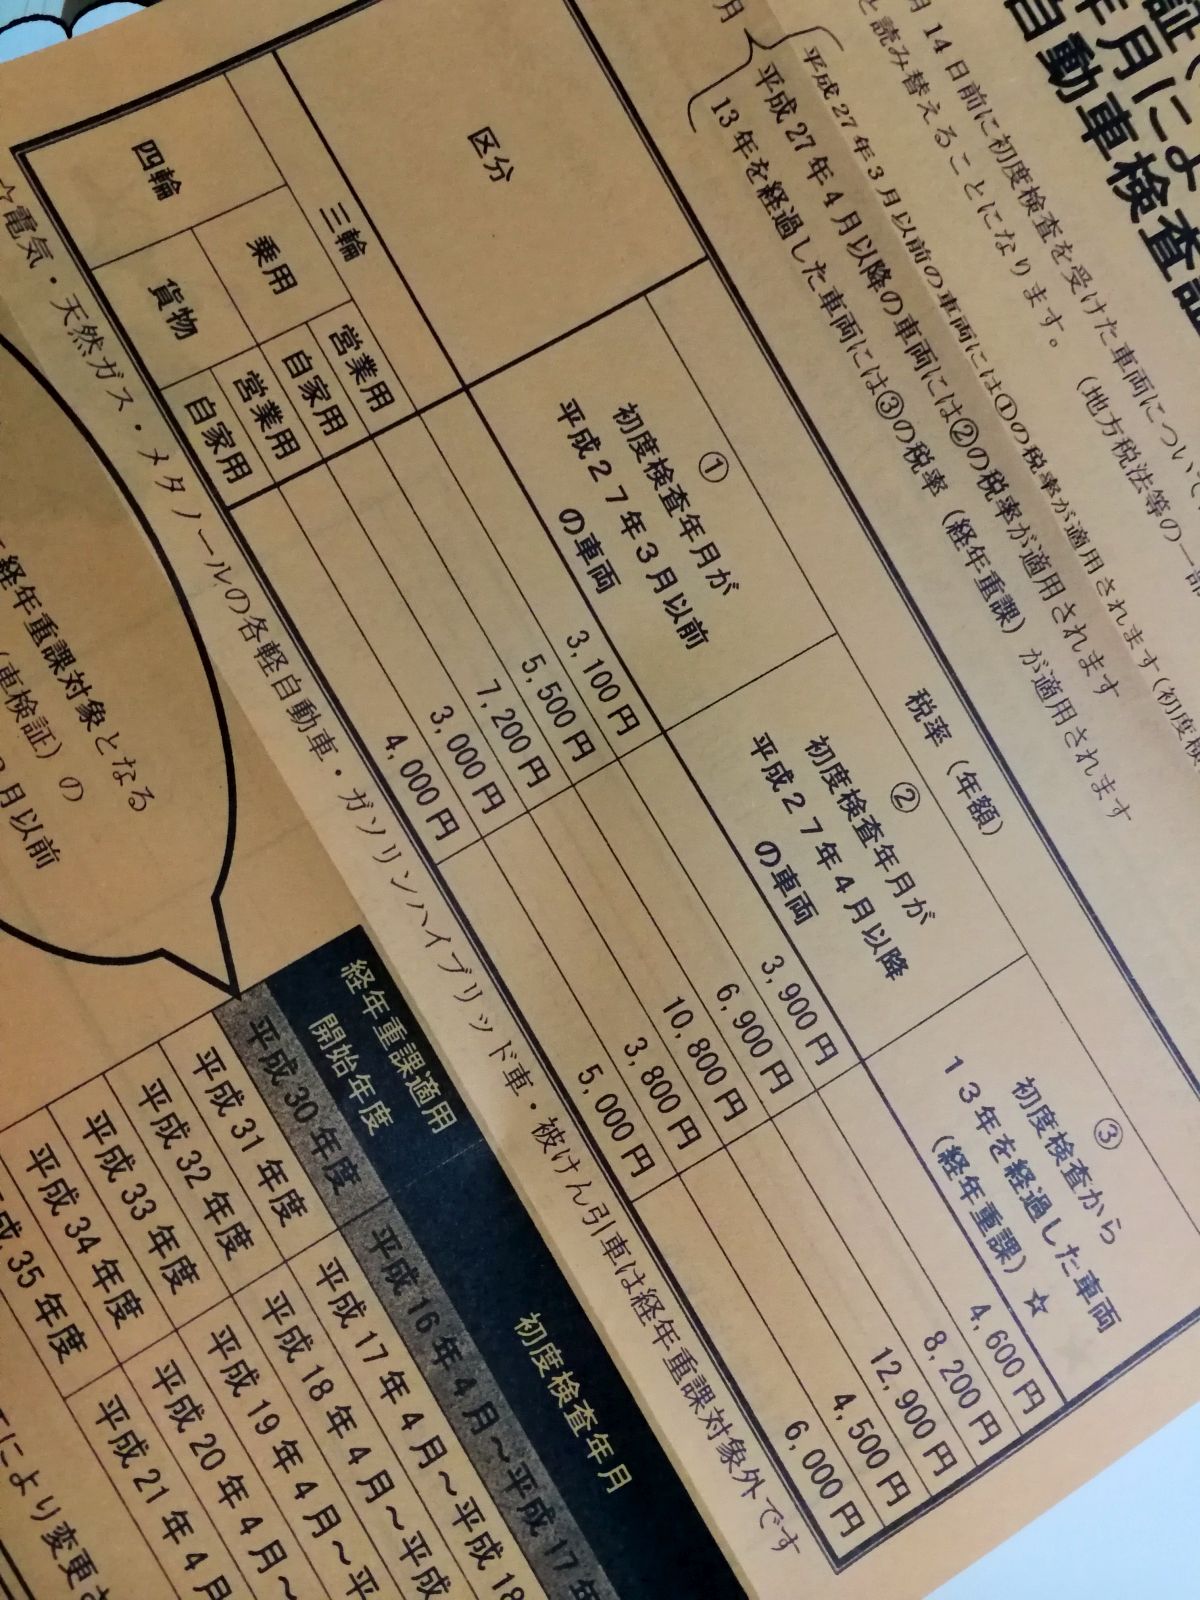 証
年月によ
自動車検査証
月14日前に初度検査を受けた車両について
と読み替えることになります。
(地方税法等の一部
月
平成27年3月以前の車両には①の税率が適用されます(初度検
平成27年4月以降の車両には②の税率が適用されます
13年を経過した車両には③の税率(経年重課)が適用されます
区分
税率(年額)
①
初度検査年月が
平成27年3月以前
の車両
②
初度検査年月が
平成27年4月以降
の車両
③
初度検査から
13年を経過した車両
(経年重課)☆
三輪
3,100円
3,900円
4,600円
四輪
乗用
営業用
5,500円
6,900円
8,200円
自家用
7,200円
10,800円
12,900円
貨物
営業用
3,000円
3,800円
4,500円
自家用
4,000円
5,000円
6,000円
☆電気・天然ガス・メタノールの各軽自動車・ガソリンハイブリッド車・被けん引車は経年重課対象外です
経年重課対象となる
(車検証)の
月以前
経年重課適用
開始年度
初度検査年月
平成30年度
平成16年4月～平成17年
平成31年度
平成17年4月～平成18
平成32年度
平成18年4月～平成
平成33年度
平成19年4月～平
平成34年度
平成20年4月～
成35年度
平成21年4月
により変更さ